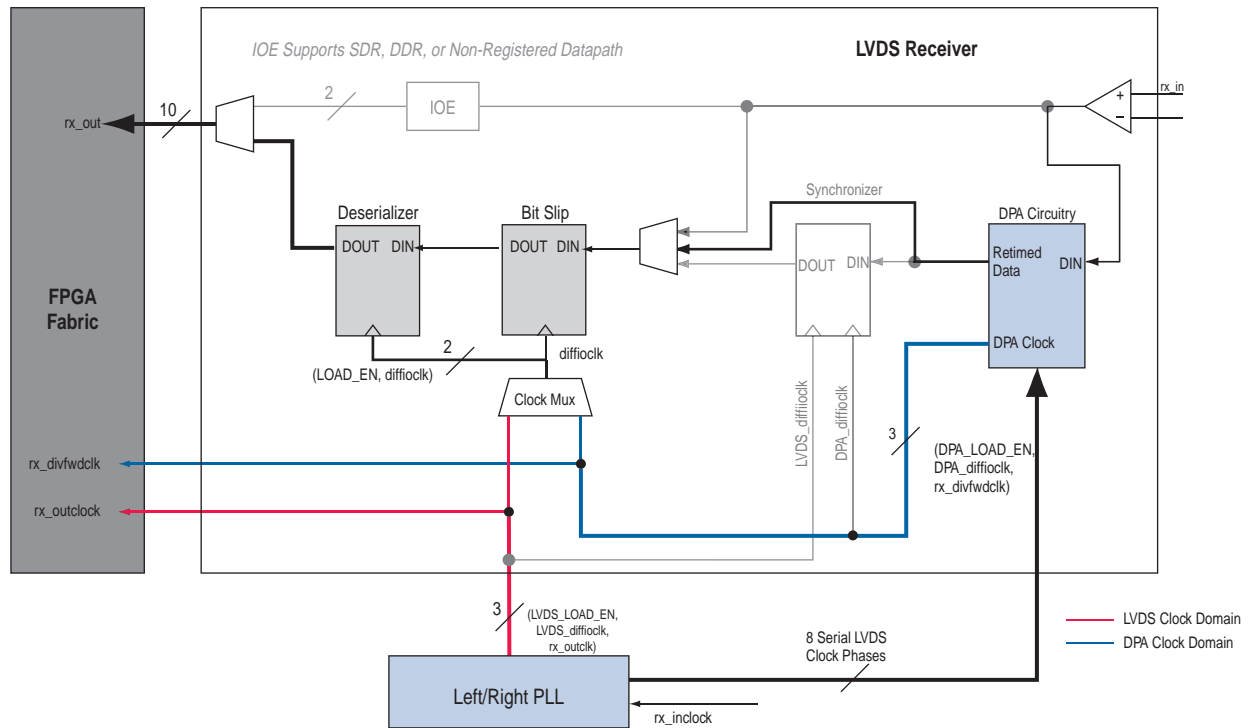 IOE Supports SDR, DDR, or Non-Registered Datapath
LVDS Receiver
2
IOE
+
–
rx_in
10
rx_out
Synchronizer
Deserializer
Bit Slip
DPA Circuitry
DOUT DIN
DOUT DIN
DOUT DIN
Retimed
Data
DIN
FPGA
Fabric
2
diffioclk
DPA Clock
(LOAD_EN, diffioclk)
Clock Mux
LVDS_diffiioclk
DPA_diffioclk
3
(DPA_LOAD_EN,
DPA_diffioclk,
rx_divfwdclk)
rx_divfwdclk
rx_outclock
3
(LVDS_LOAD_EN,
LVDS_diffioclk,
rx_outclk)
8 Serial LVDS
Clock Phases
LVDS Clock Domain
DPA Clock Domain
Left/Right PLL
rx_inclock